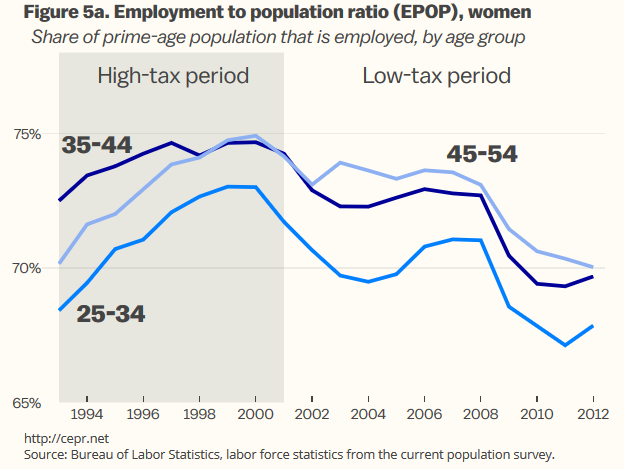 Figure 5a. Employment to population ratio (EPOP), women
Share of prime-age population that is employed, by age group
High-tax period Low-tax period
75%
35-44 45-54
70%
25-34
65%
1994 1996 1998 2000 2002 2004 2006 2008 2010 2012
http://cepr.net
Source: Bureau of Labor Statistics, labor force statistics from the current population survey.